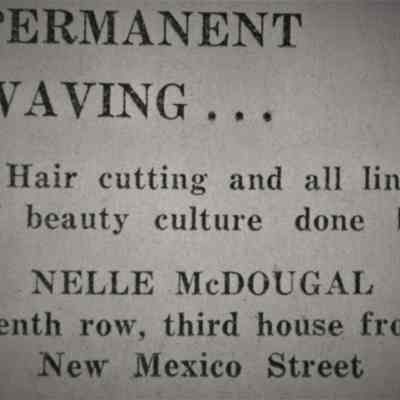 PERMANENT
WAVING...
Hair cutting and all lin
beauty culture done
NELLE McDOUGAL
enth row, third house fro
New Mexico Street